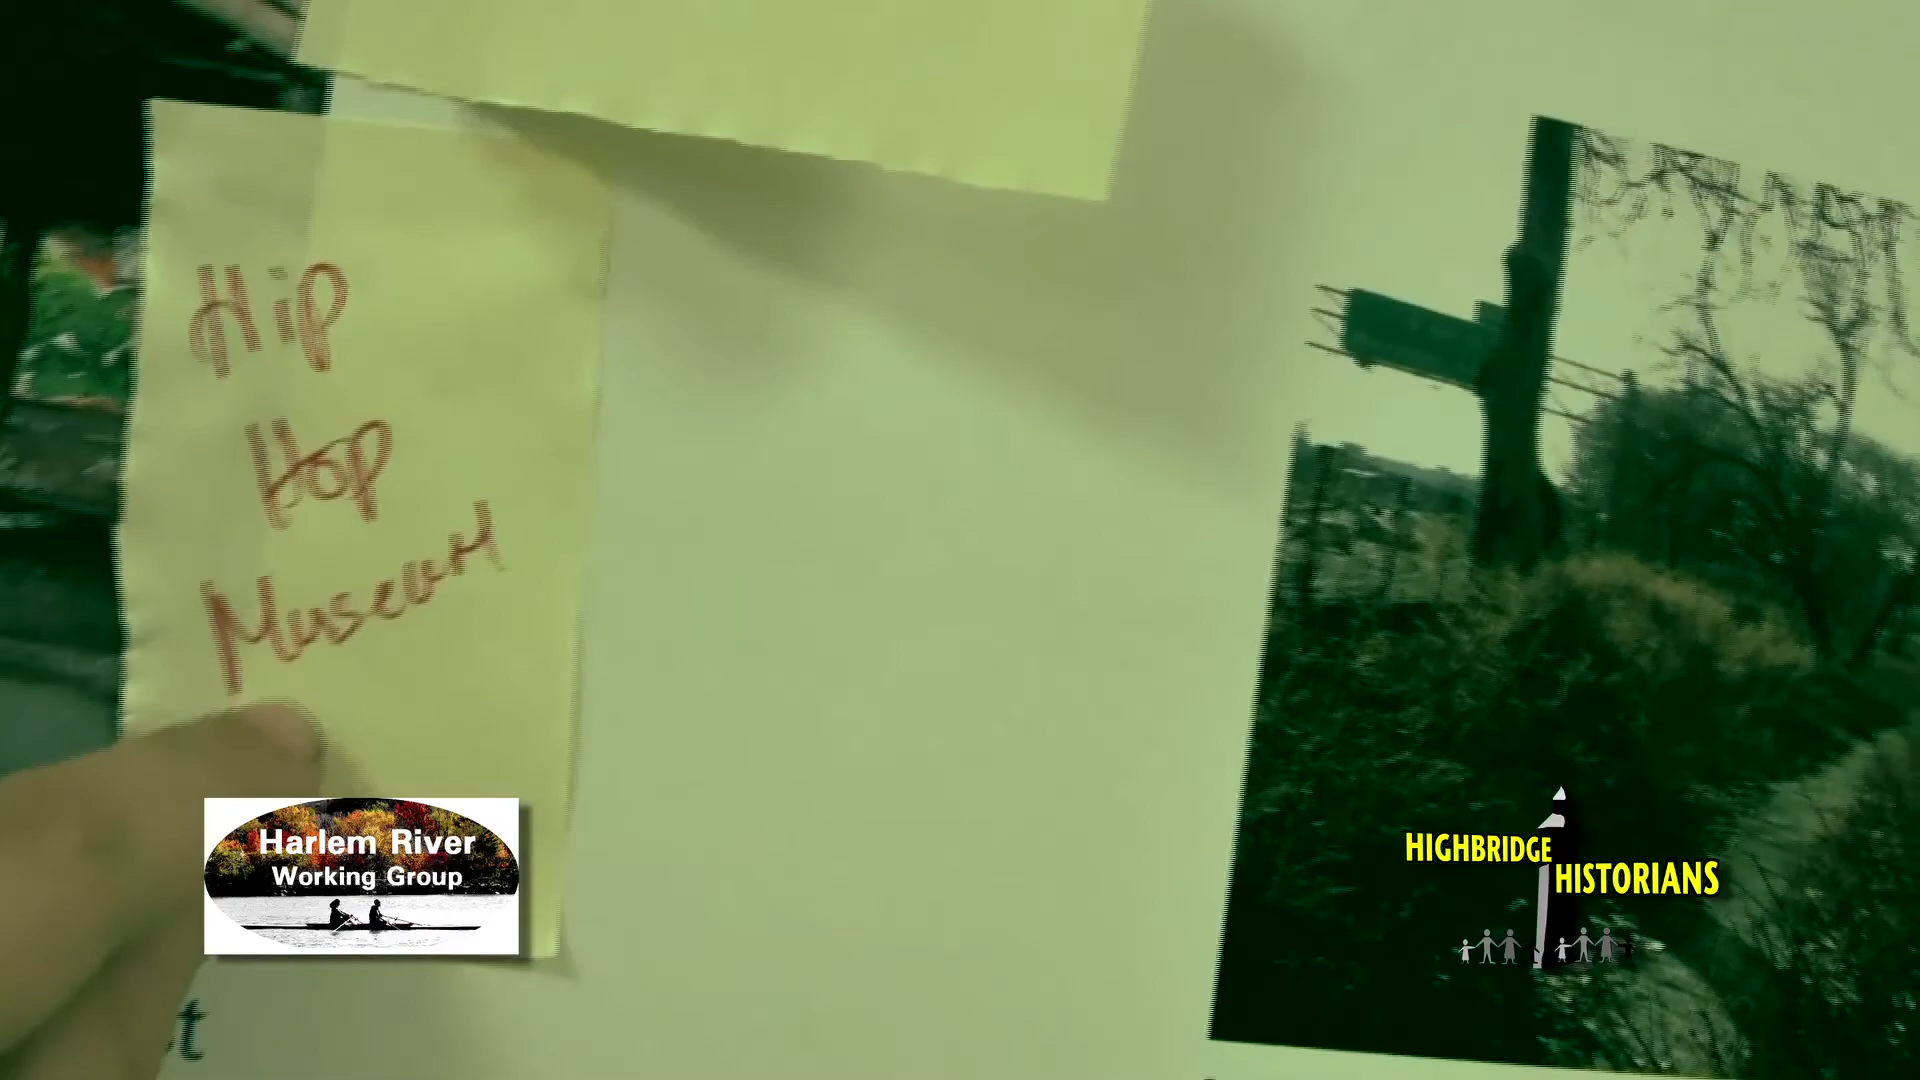 Hip
Hop
Museum
Harlem River
Working Group
HIGHBRIDGE
HISTORIANS
t